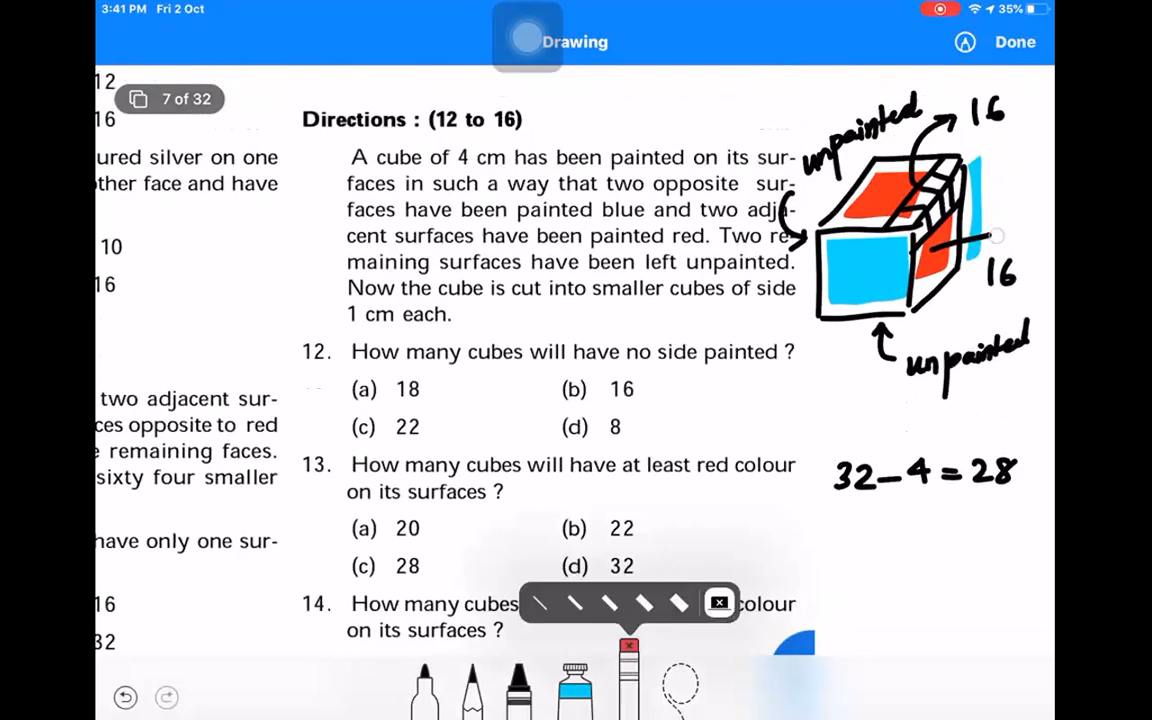 3:41 PM Fri 2 Oct
35%
Drawing
Done
12
7 of 32
16
ured silver on one
other face and have
10
16
two adjacent sur-
ces opposite to red
remaining faces.
sixty four smaller
have only one sur-
16
32
Directions : (12 to 16)
A cube of 4 cm has been painted on its sur-
faces in such a way that two opposite sur-
faces have been painted blue and two adja-
cent surfaces have been painted red. Two re-
maining surfaces have been left unpainted.
Now the cube is cut into smaller cubes of side
1 cm each.
12. How many cubes will have no side painted ?
(a) 18 (b) 16
(c) 22 (d) 8
13. How many cubes will have at least red colour
on its surfaces ?
(a) 20 (b) 22
(c) 28 (d) 32
14. How many cubes colour
on its surfaces ?
unpainted
16
16
unpainted
32-4=28